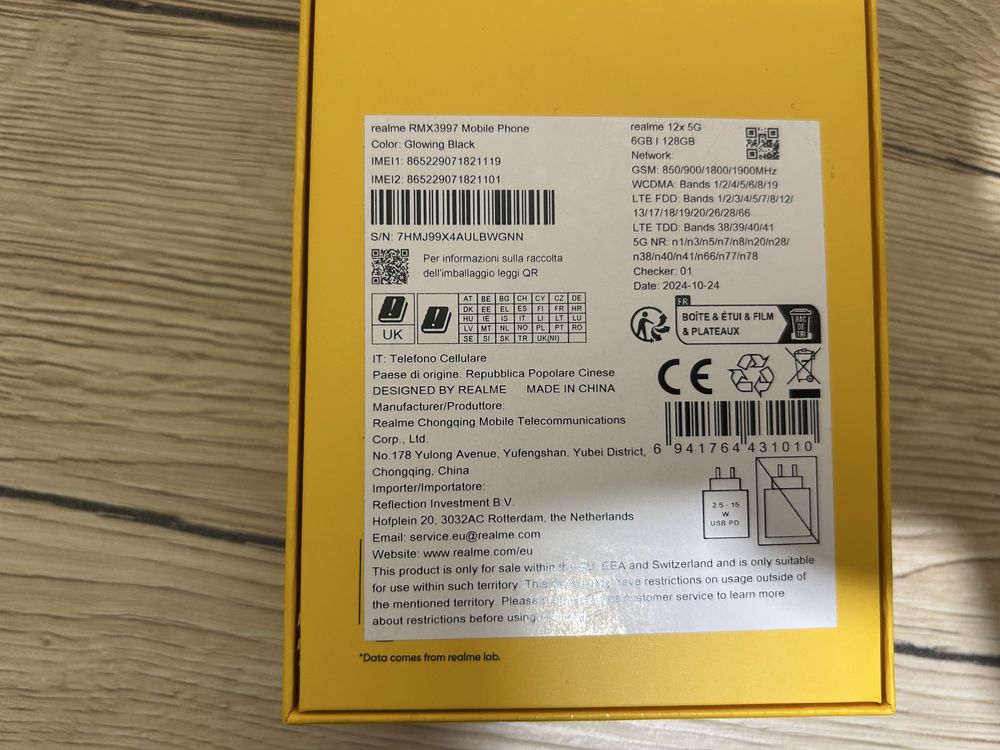 realme RMX3997 Mobile Phone
Color: Glowing Black
IMEI1: 865229071821119
IMEI2: 865229071821101
S/N: 7HMJ99X4AULBWGNN
Per informazioni sulla raccolta
dell'imballaggio leggi QR
UK
AT BE BG CH CY CZ DE
DK EE EL ES FI FR HR
HU IE IS IT LI LT LU
LV MT NL NO PL PT RO
SE SI SK TR UK(NI)
IT: Telefono Cellulare
Paese di origine: Repubblica Popolare Cinese
DESIGNED BY REALME MADE IN CHINA
Manufacturer/Produttore:
Realme Chongqing Mobile Telecommunications
Corp., Ltd.
No.178 Yulong Avenue, Yufengshan, Yubei District,
Chongqing, China
Importer/Importatore:
Reflection Investment B.V.
Hofplein 20, 3032AC Rotterdam, the Netherlands
Email: service.eu@realme.com
Website: www.realme.com/eu
This product is only for sale within the EU, EEA and Switzerland and is only suitable
for use within such territory. This have restrictions on usage outside of
the mentioned territory. Please customer service to learn more
about restrictions before using
realme 12x 5G
6GB | 128GB
Network:
GSM: 850/900/1800/1900MHz
WCDMA: Bands 1/2/4/5/6/8/19
LTE FDD: Bands 1/2/3/4/5/7/8/12/
13/17/18/19/20/26/28/66
LTE TDD: Bands 38/39/40/41
5G NR: n1/n3/n5/n7/n8/n20/n28/
n38/n40/n41/n66/n77/n78
Checker: 01
Date: 2024-10-24
FR
BOÎTE & ÉTUI & FILM
& PLATEAUX
BAC
DE
TRI
CE
6 941764 431010
2.5 - 15
W
USB PD
*Data comes from realme lab.